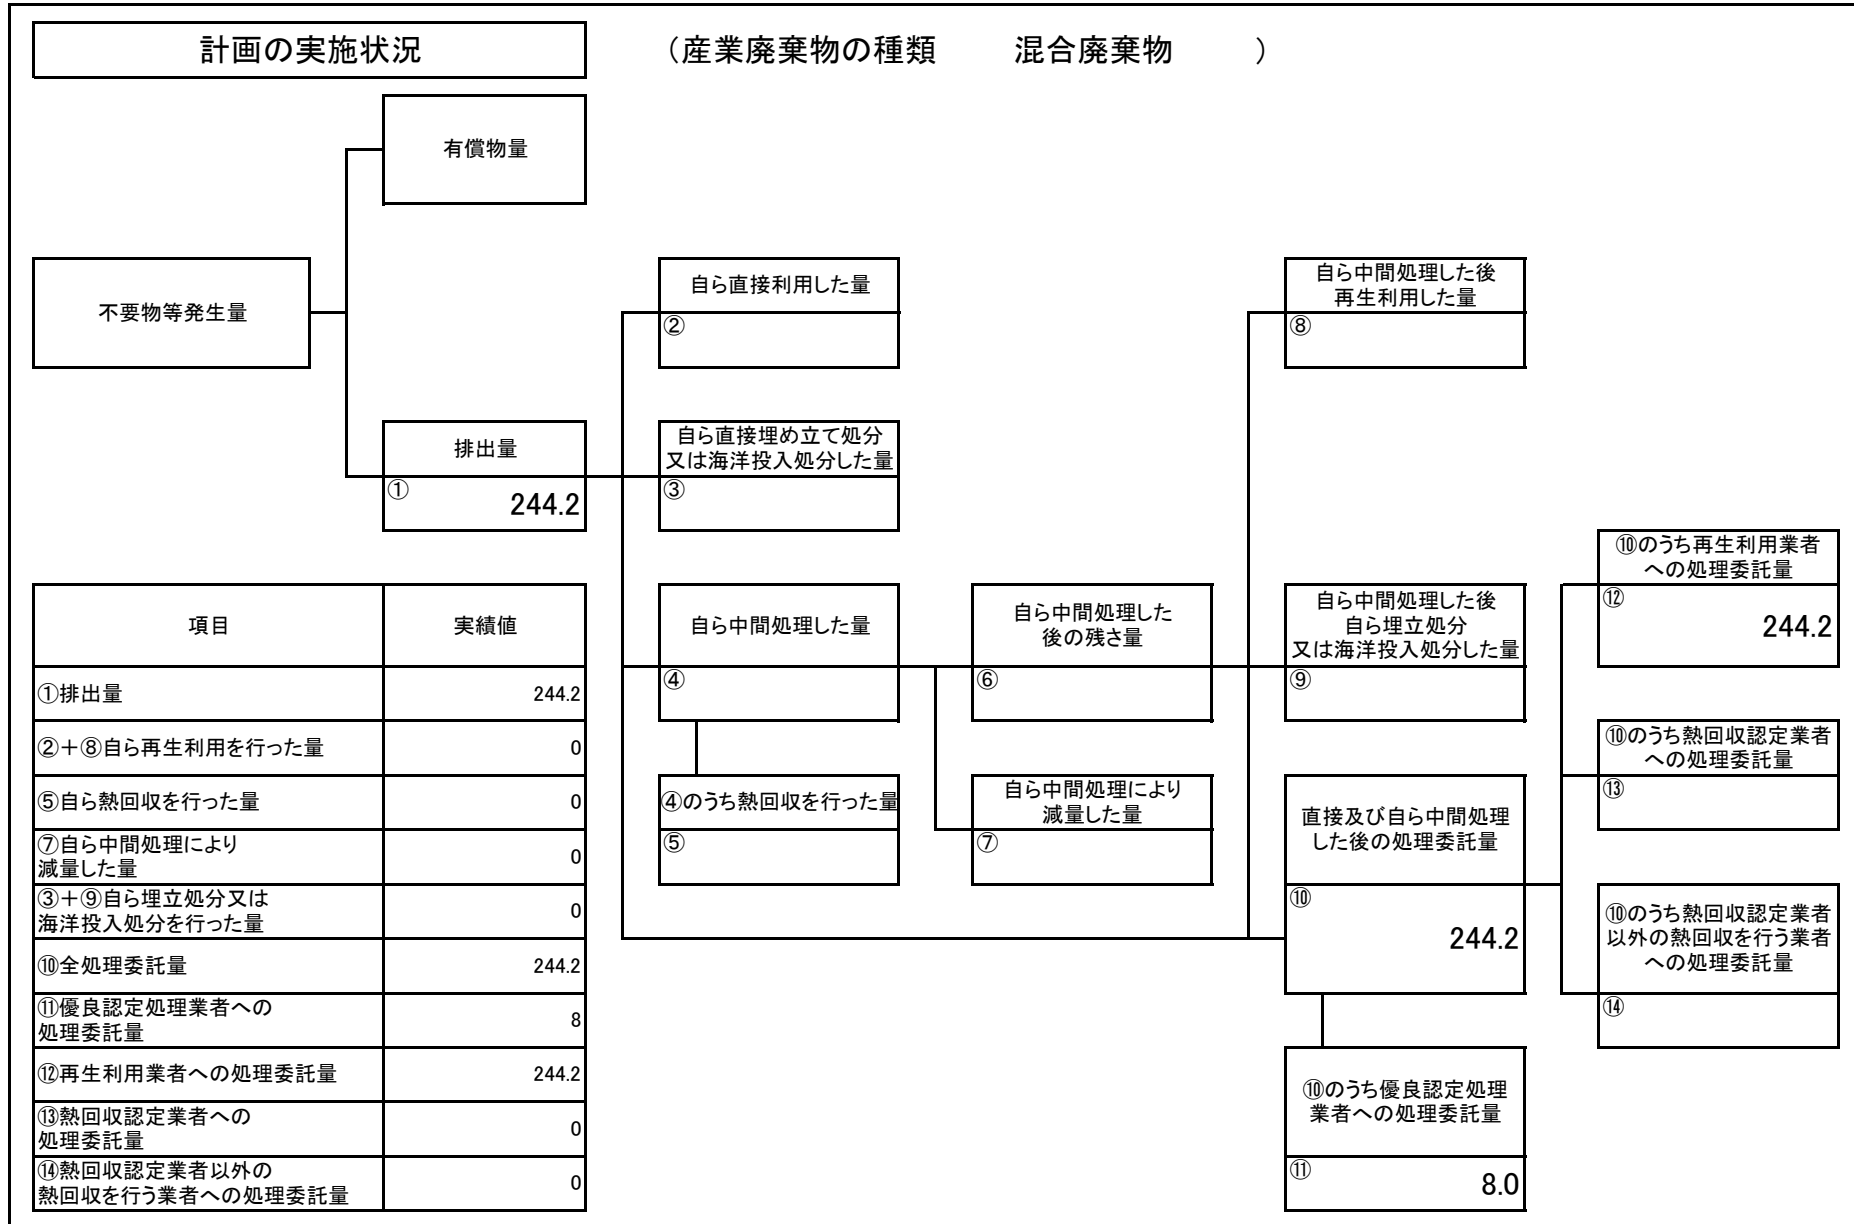 計画の実施状況
（産業廃棄物の種類　　混合廃棄物　　）
有償物量
不要物等発生量
排出量
①
244.2
自ら直接利用した量
②
自ら直接埋め立て処分
又は海洋投入処分した量
③
自ら中間処理した量
④
④のうち熱回収を行った量
⑤
自ら中間処理した
後の残さ量
⑥
自ら中間処理により
減量した量
⑦
自ら中間処理した後
再生利用した量
⑧
自ら中間処理した後
自ら埋立処分
又は海洋投入処分した量
⑨
直接及び自ら中間処理
した後の処理委託量
⑩
244.2
⑩のうち優良認定処理
業者への処理委託量
⑪
8.0
⑩のうち再生利用業者
への処理委託量
⑫
244.2
⑩のうち熱回収認定業者
への処理委託量
⑬
⑩のうち熱回収認定業者
以外の熱回収を行う業者
への処理委託量
⑭
項目 実績値
①排出量 244.2
②＋⑧自ら再生利用を行った量 0
⑤自ら熱回収を行った量 0
⑦自ら中間処理により
減量した量 0
③＋⑨自ら埋立処分又は
海洋投入処分を行った量 0
⑩全処理委託量 244.2
⑪優良認定処理業者への
処理委託量 8
⑫再生利用業者への処理委託量 244.2
⑬熱回収認定業者への
処理委託量 0
⑭熱回収認定業者以外の
熱回収を行う業者への処理委託量 0